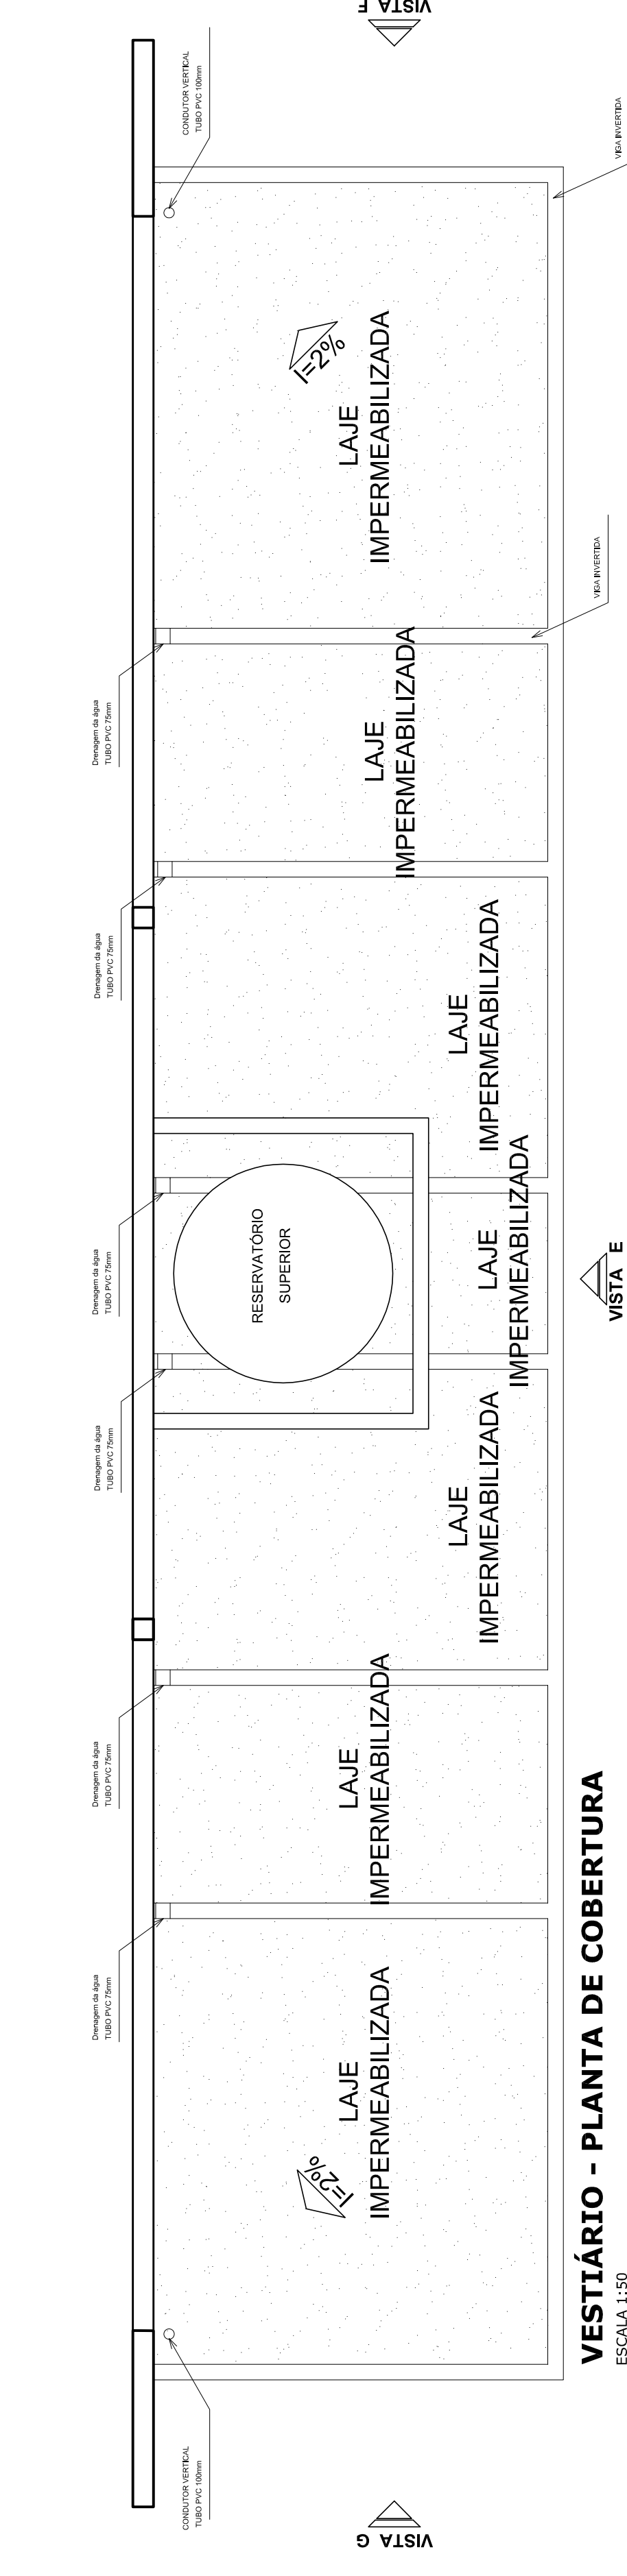 Drenagem da água
TUBO PVC 75mm
Drenagem da água
TUBO PVC 75mm
Drenagem da água
TUBO PVC 75mm
Drenagem da água
TUBO PVC 75mm
Drenagem da água
TUBO PVC 75mm
Drenagem da água
TUBO PVC 75mm
CONDUTOR VERTICAL
TUBO PVC 100mm
CONDUTOR VERTICAL
TUBO PVC 100mm
RESERVATÓRIO
SUPERIOR
I=2%
I=2%
VISTA G
LAJE
IMPERMEABILIZADA
LAJE
IMPERMEABILIZADA
LAJE
IMPERMEABILIZADA
LAJE
IMPERMEABILIZADA
LAJE
IMPERMEABILIZADA
LAJE
IMPERMEABILIZADA
LAJE
IMPERMEABILIZADA
VISTA F
VIGA INVERTIDA
VIGA INVERTIDA
VISTA E
VESTIÁRIO - PLANTA DE COBERTURA
ESCALA 1:50